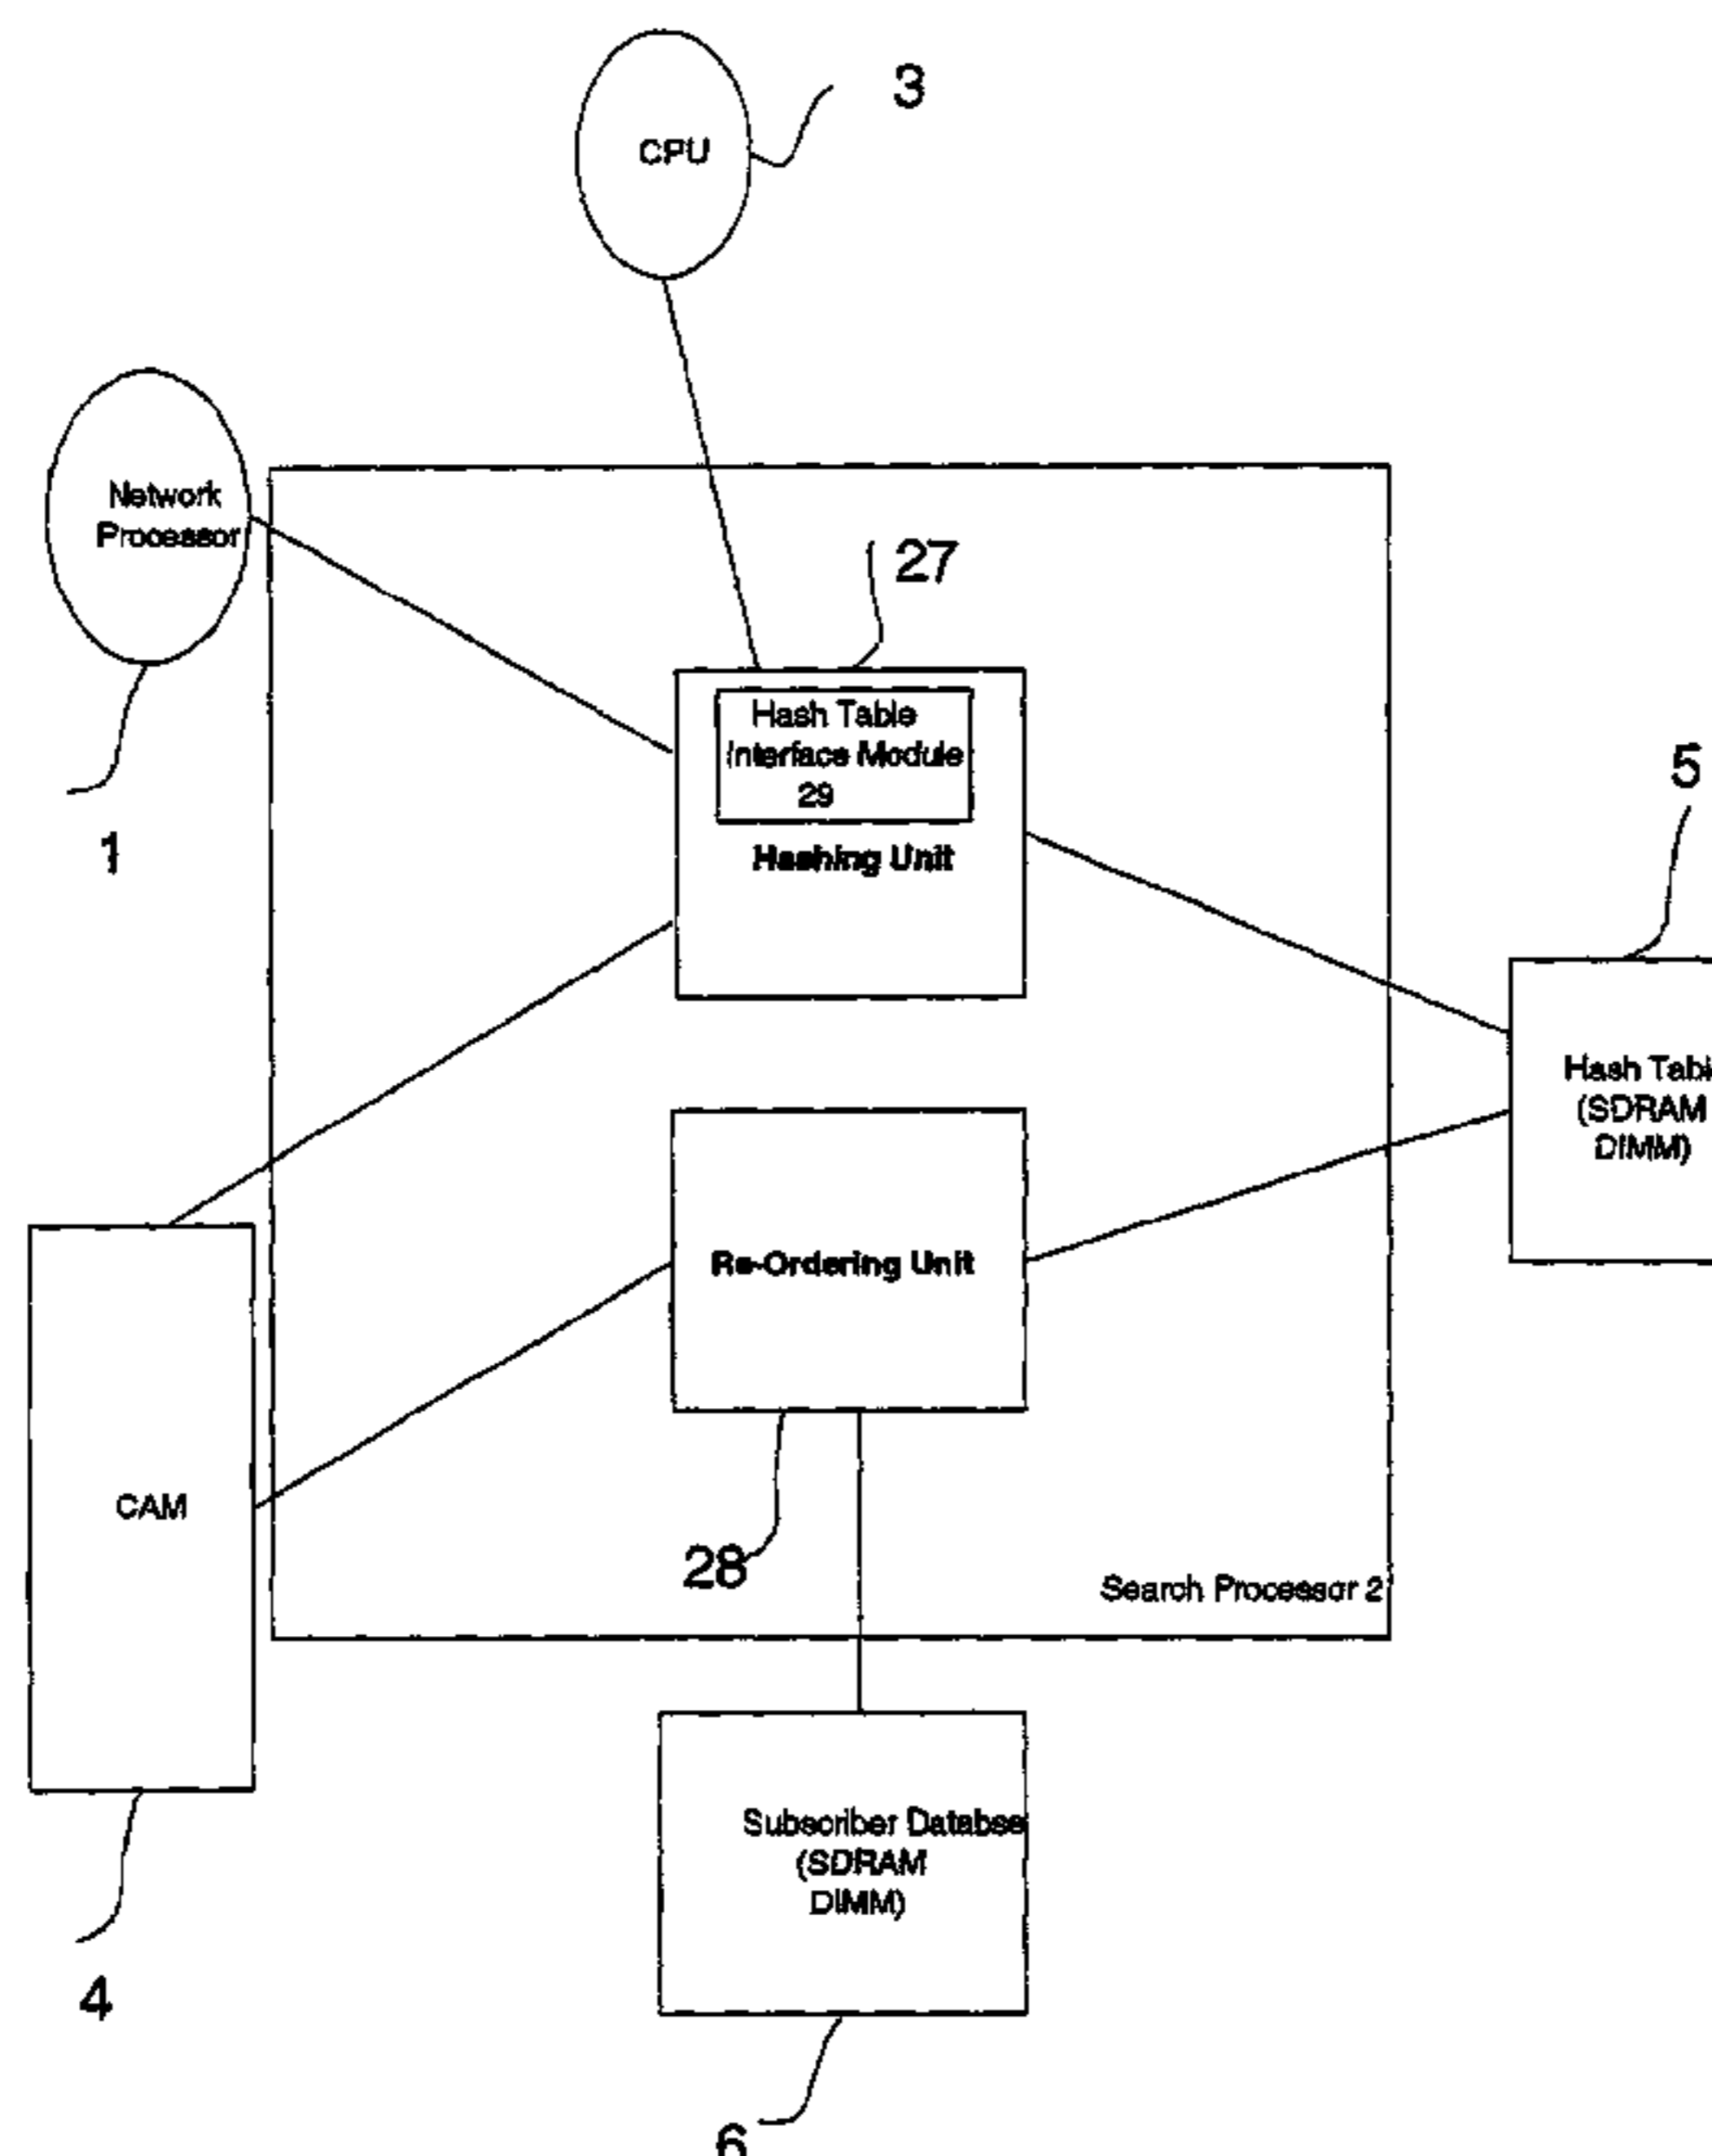 3
CPU
Network
Processor
27
Hash Table
Interface Module
29
Hashing Unit
1
5
Hash Tabl
(SDRAM
DIMM)
Re-Ordering Unit
CAM
28
Search Processor 2
Subscriber Databse
(SDRAM
DIMM)
4
6